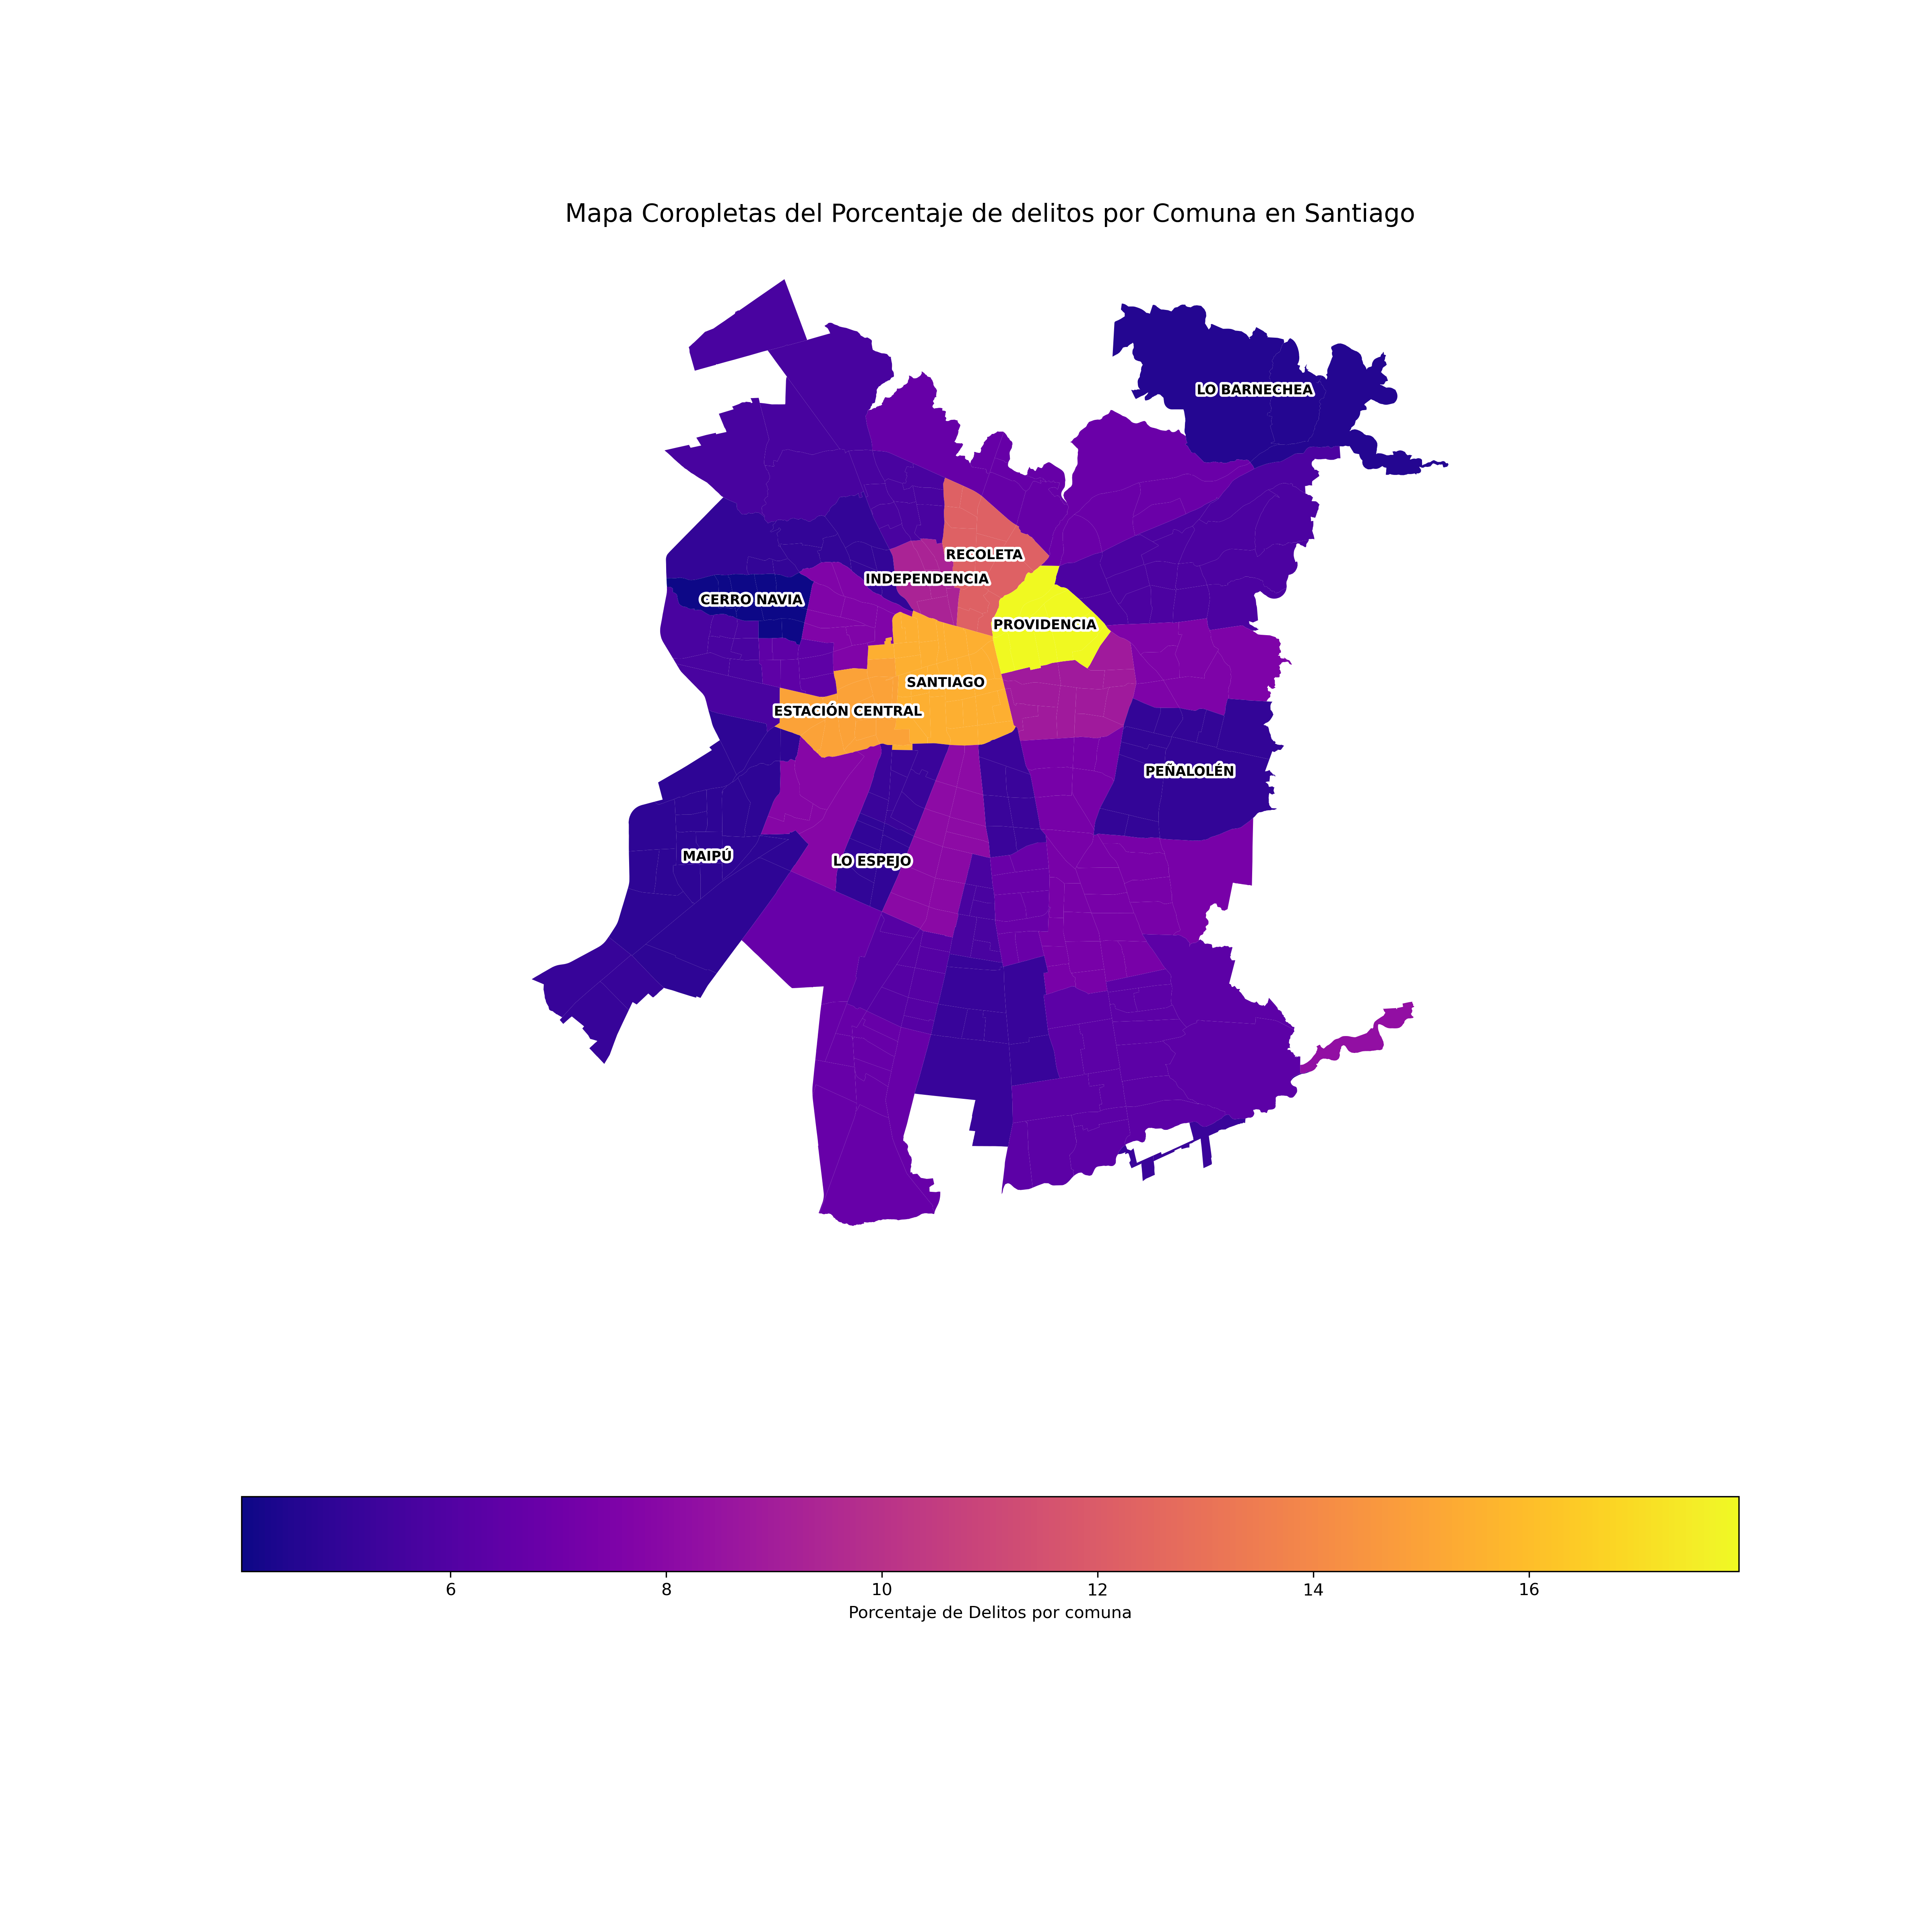 Mapa Coropletas del Porcentaje de delitos por Comuna en Santiago
LO BARNECHEA
RECOLETA
INDEPENDENCIA
CERRO NAVIA
PROVIDENCIA
SANTIAGO
ESTACIÓN CENTRAL
PEÑALOLÉN
MAIPÚ
LO ESPEJO
6 8 10 12 14 16
Porcentaje de Delitos por comuna